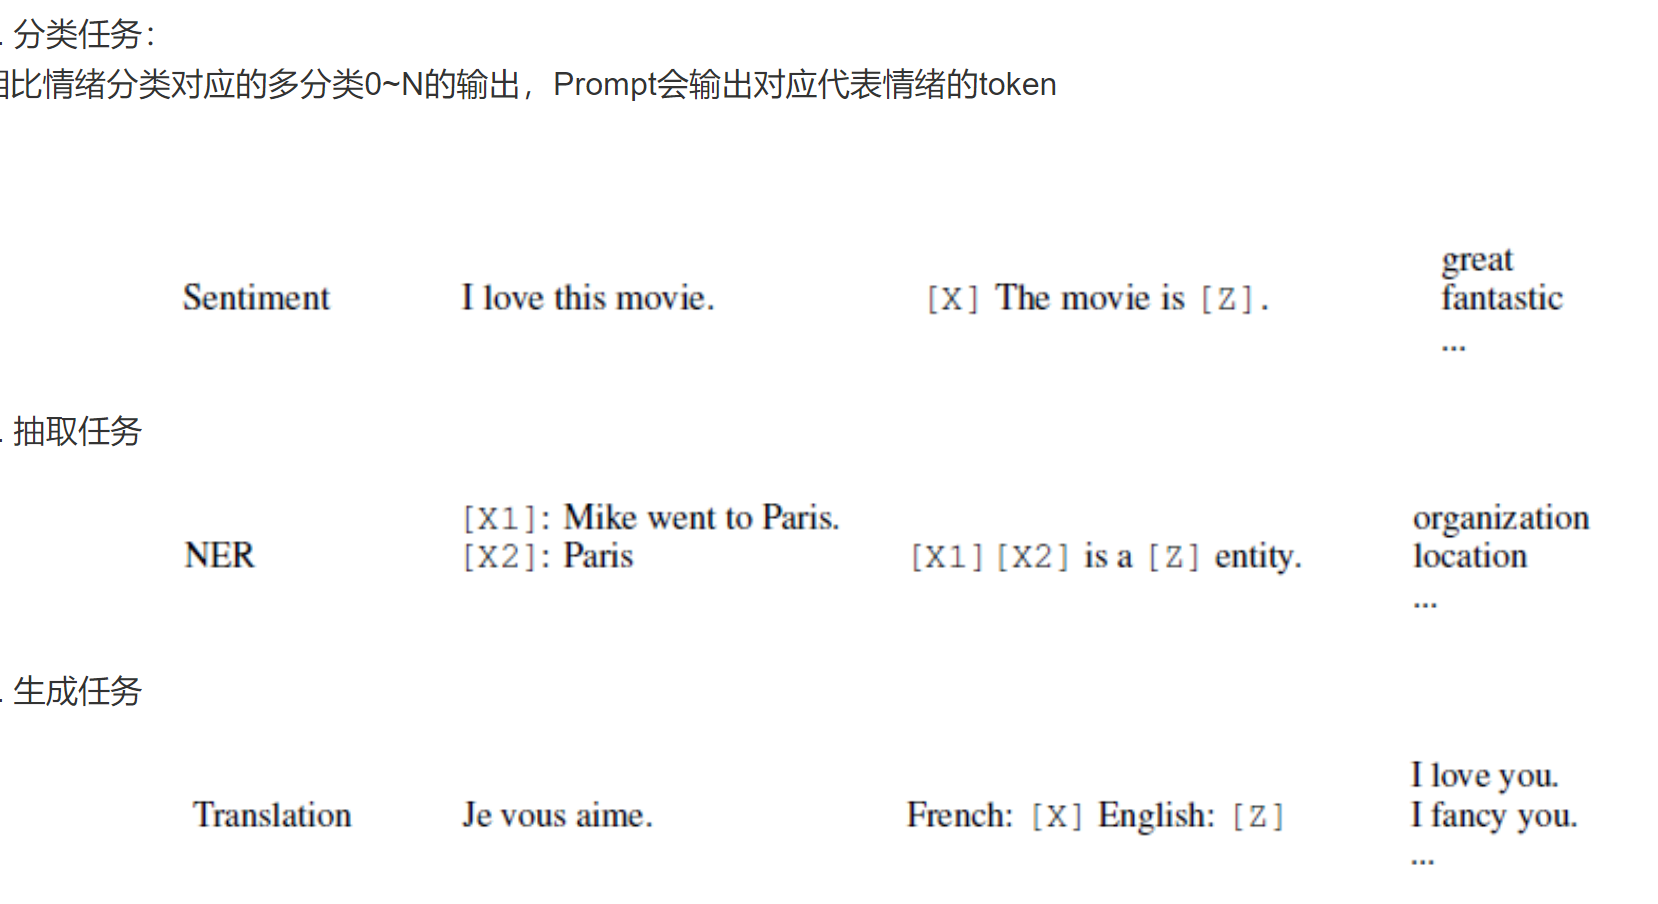 . 分类任务：
相比情绪分类对应的多分类0~N的输出，Prompt会输出对应代表情绪的token
great
Sentiment I love this movie. [X] The movie is [Z]. fantastic
...
. 抽取任务
[X1]: Mike went to Paris. organization
NER [X2]: Paris [X1][X2] is a [Z] entity. location
...
. 生成任务
I love you.
Translation Je vous aime. French: [X] English: [Z] I fancy you.
...